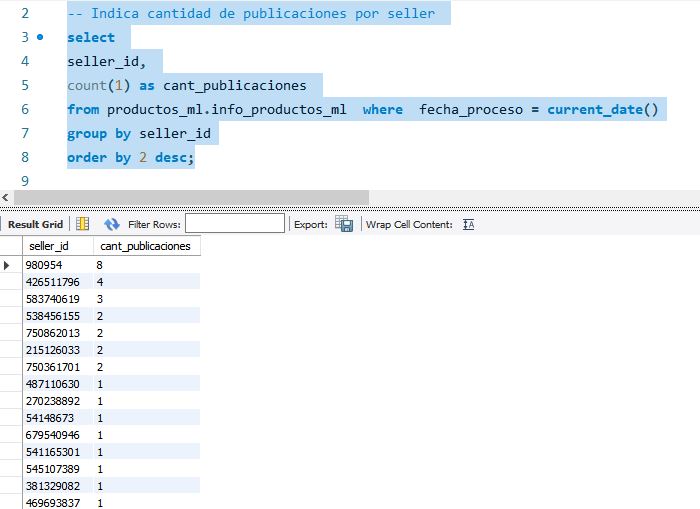 2 -- Indica cantidad de publicaciones por seller
3 select
4 seller_id,
5 count(1) as cant_publicaciones
6 from productos_ml.info_productos_ml where fecha_proceso = current_date()
7 group by seller_id
8 order by 2 desc;
9
Result Grid Filter Rows: Export: Wrap Cell Content: IA
seller_id cant_publicaciones
980954 8
426511796 4
583740619 3
538456155 2
750862013 2
215126033 2
750361701 2
487110630 1
270238892 1
54148673 1
679540946 1
541165301 1
545107389 1
381329082 1
469693837 1